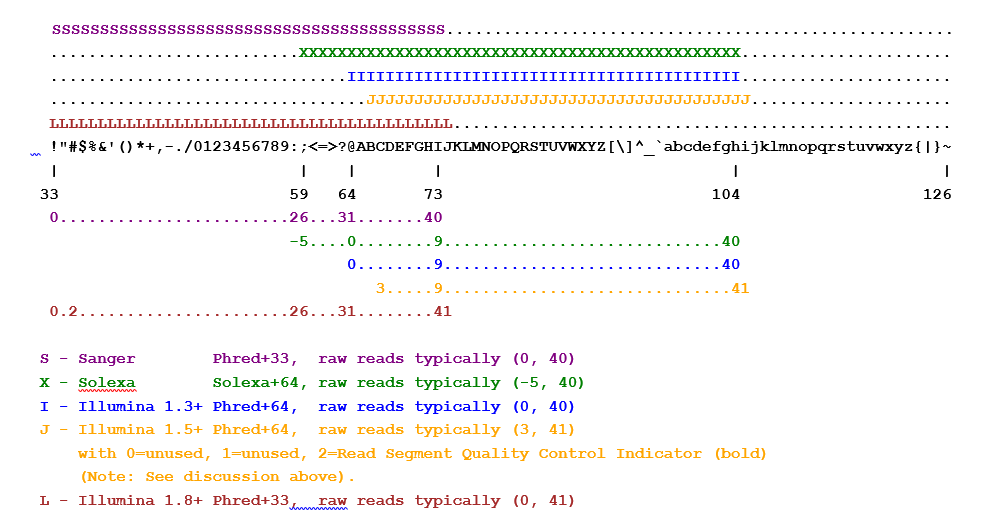 SSSSSSSSSSSSSSSSSSSSSSSSSSSSSSSSSSSSSSSSS.....................................................
..........................XXXXXXXXXXXXXXXXXXXXXXXXXXXXXXXXXXXXXXXXXXXXXX......................
...............................IIIIIIIIIIIIIIIIIIIIIIIIIIIIIIIIIIIIIIIII......................
.................................JJJJJJJJJJJJJJJJJJJJJJJJJJJJJJJJJJJJJJJJ.....................
LLLLLLLLLLLLLLLLLLLLLLLLLLLLLLLLLLLLLLLLLL....................................................
!"#$%&'()*+,-./0123456789:;<=>?@ABCDEFGHIJKLMNOPQRSTUVWXYZ[\]^_`abcdefghijklmnopqrstuvwxyz{|}~
| | | | | |
33 59 64 73 104 126
0........................26...31.......40
-5....0........9.............................40
0........9.............................40
3.....9..............................41
0.2......................26...31........41
S - Sanger Phred+33, raw reads typically (0, 40)
X - Solexa Solexa+64, raw reads typically (-5, 40)
I - Illumina 1.3+ Phred+64, raw reads typically (0, 40)
J - Illumina 1.5+ Phred+64, raw reads typically (3, 41)
with 0=unused, 1=unused, 2=Read Segment Quality Control Indicator (bold)
(Note: See discussion above).
L - Illumina 1.8+ Phred+33, raw reads typically (0, 41)